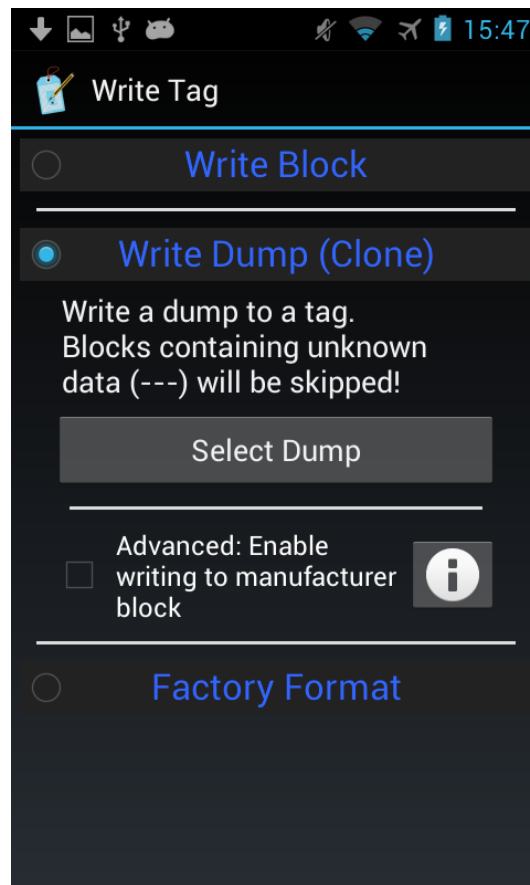 15:47
Write Tag
Write Block
Write Dump (Clone)
Write a dump to a tag.
Blocks containing unknown
data (---) will be skipped!
Select Dump
Advanced: Enable
writing to manufacturer
block
Factory Format